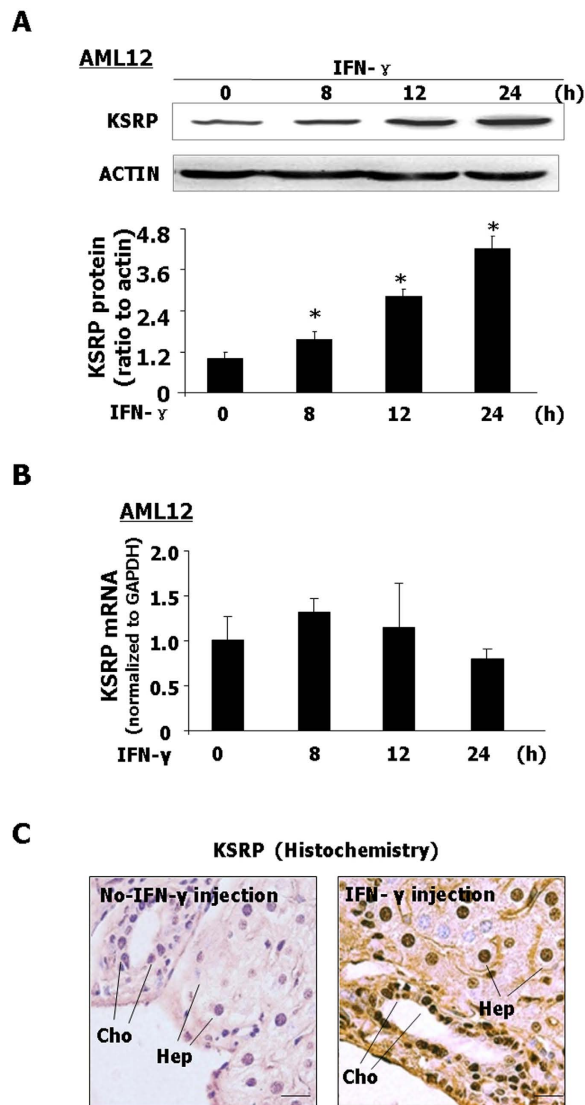 A
AML12
IFN-ɣ
0 8 12 24 (h)
KSRP
ACTIN
KSRP protein
(ratio to actin)
4.8
3.6
2.4
1.2
0
* * *
IFN-ɣ 0 8 12 24 (h)
B
AML12
KSRP mRNA
(normalized to GAPDH)
2.0
1.5
1.0
0.5
0
IFN-γ 0 8 12 24 (h)
C
KSRP (Histochemistry)
No-IFN-γ injection
Cho
Hep
IFN- γ injection
Hep
Cho